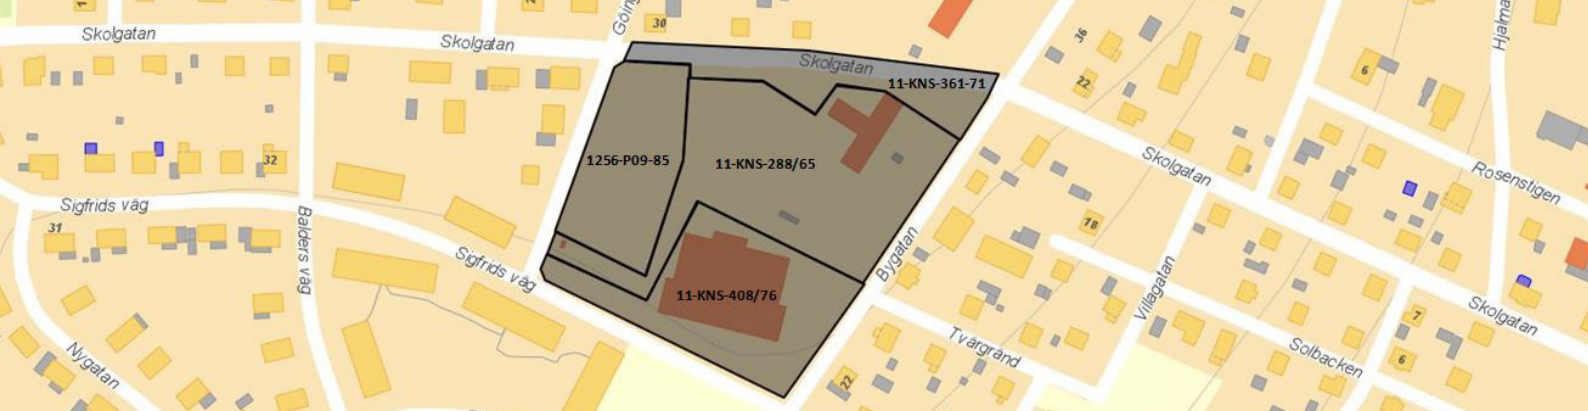 30
Göing
Skolgatan
Skolgatan
Skolgatan
11-KNS-361-71
36
22
6
Hjalma
1256-P09-85
11-KNS-288/65
32
Skolgatan
Rosenstigen
Sigfrids väg
31
Balders väg
Sigfrids väg
18
Bygatan
Villagatan
11-KNS-408/76
Skolgatan
7
Tvärgränd
Solbacken
6
Nygatan
22